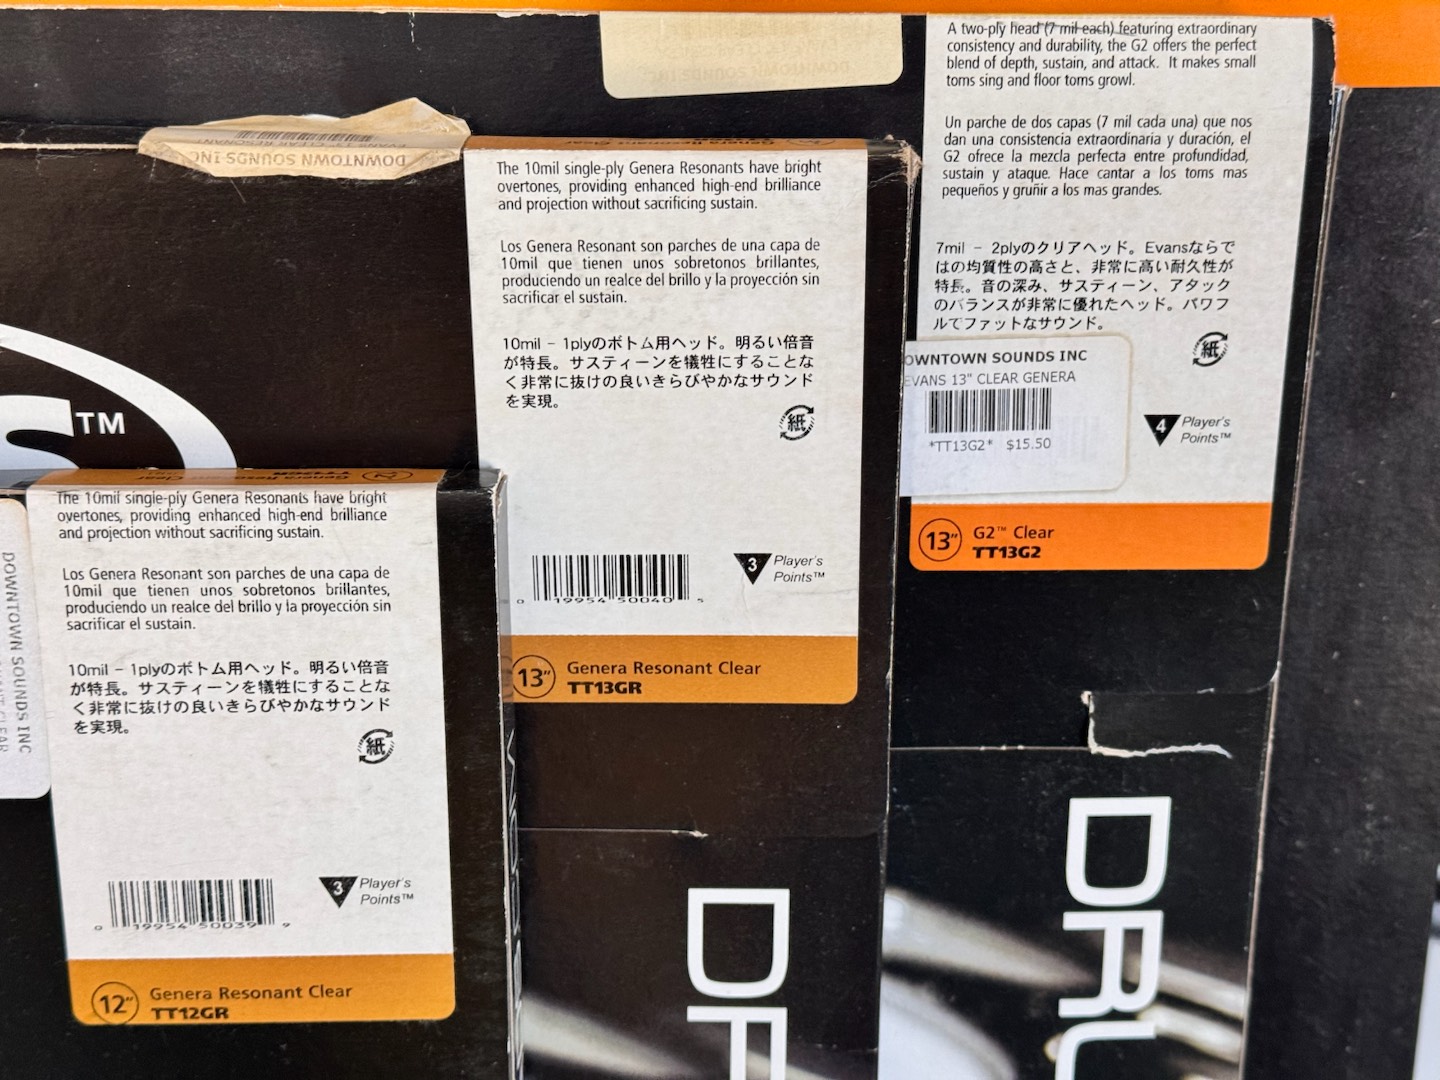 A two-ply head (7 mil each) featuring extraordinary
consistency and durability, the G2 offers the perfect
blend of depth, sustain, and attack. It makes small
toms sing and floor toms growl.
Un parche de dos capas (7 mil cada una) que nos
dan una consistencia extraordinaria y duración, el
G2 ofrece la mezcla perfecta entre profundidad,
sustain y ataque. Hace cantar a los toms mas
pequeños y gruñir a los mas grandes.
7mil – 2plyのクリアヘッド。Evansならで
はの均質性の高さと、非常に高い耐久性が
特長。音の深み、サスティーン、アタック
のバランスが非常に優れたヘッド。パワフ
ルでファットなサウンド。
紙
OWNTOWN SOUNDS INC
EVANS 13" CLEAR GENERA
*TT13G2* $15.50
4 Player's
Points™
13" G2™ Clear
TT13G2
DOWNTOWN SOUNDS INC
DOWNTOWN SOUNDS INC
The 10mil single-ply Genera Resonants have bright
overtones, providing enhanced high-end brilliance
and projection without sacrificing sustain.
Los Genera Resonant son parches de una capa de
10mil que tienen unos sobretonos brillantes,
produciendo un realce del brillo y la proyección sin
sacrificar el sustain.
10mil – 1plyのボトム用ヘッド。明るい倍音
が特長。サスティーンを犠牲にすることな
く非常に抜けの良いきらびやかなサウンド
を実現。
紙
0 19954 50040 5
3 Player's
Points™
13" Genera Resonant Clear
TT13GR
TM
Genera Resonant Clear
TT12GR
The 10mil single-ply Genera Resonants have bright
overtones, providing enhanced high-end brilliance
and projection without sacrificing sustain.
Los Genera Resonant son parches de una capa de
10mil que tienen unos sobretonos brillantes,
produciendo un realce del brillo y la proyección sin
sacrificar el sustain.
10mil – 1plyのボトム用ヘッド。明るい倍音
が特長。サスティーンを犠牲にすることな
く非常に抜けの良いきらびやかなサウンド
を実現。
紙
0 19954 50039 9
3 Player's
Points™
12" Genera Resonant Clear
TT12GR
DOWNTOWN SOUNDS INC
CLEAR
DR
DRU